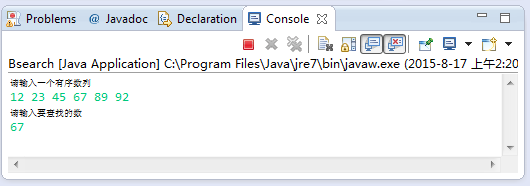 Problems @ Javadoc Declaration Console
Bsearch [Java Application] C:\Program Files\Java\jre7\bin\javaw.exe (2015-8-17 上午2:20
请输入一个有序数列
12 23 45 67 89 92
请输入要查找的数
67